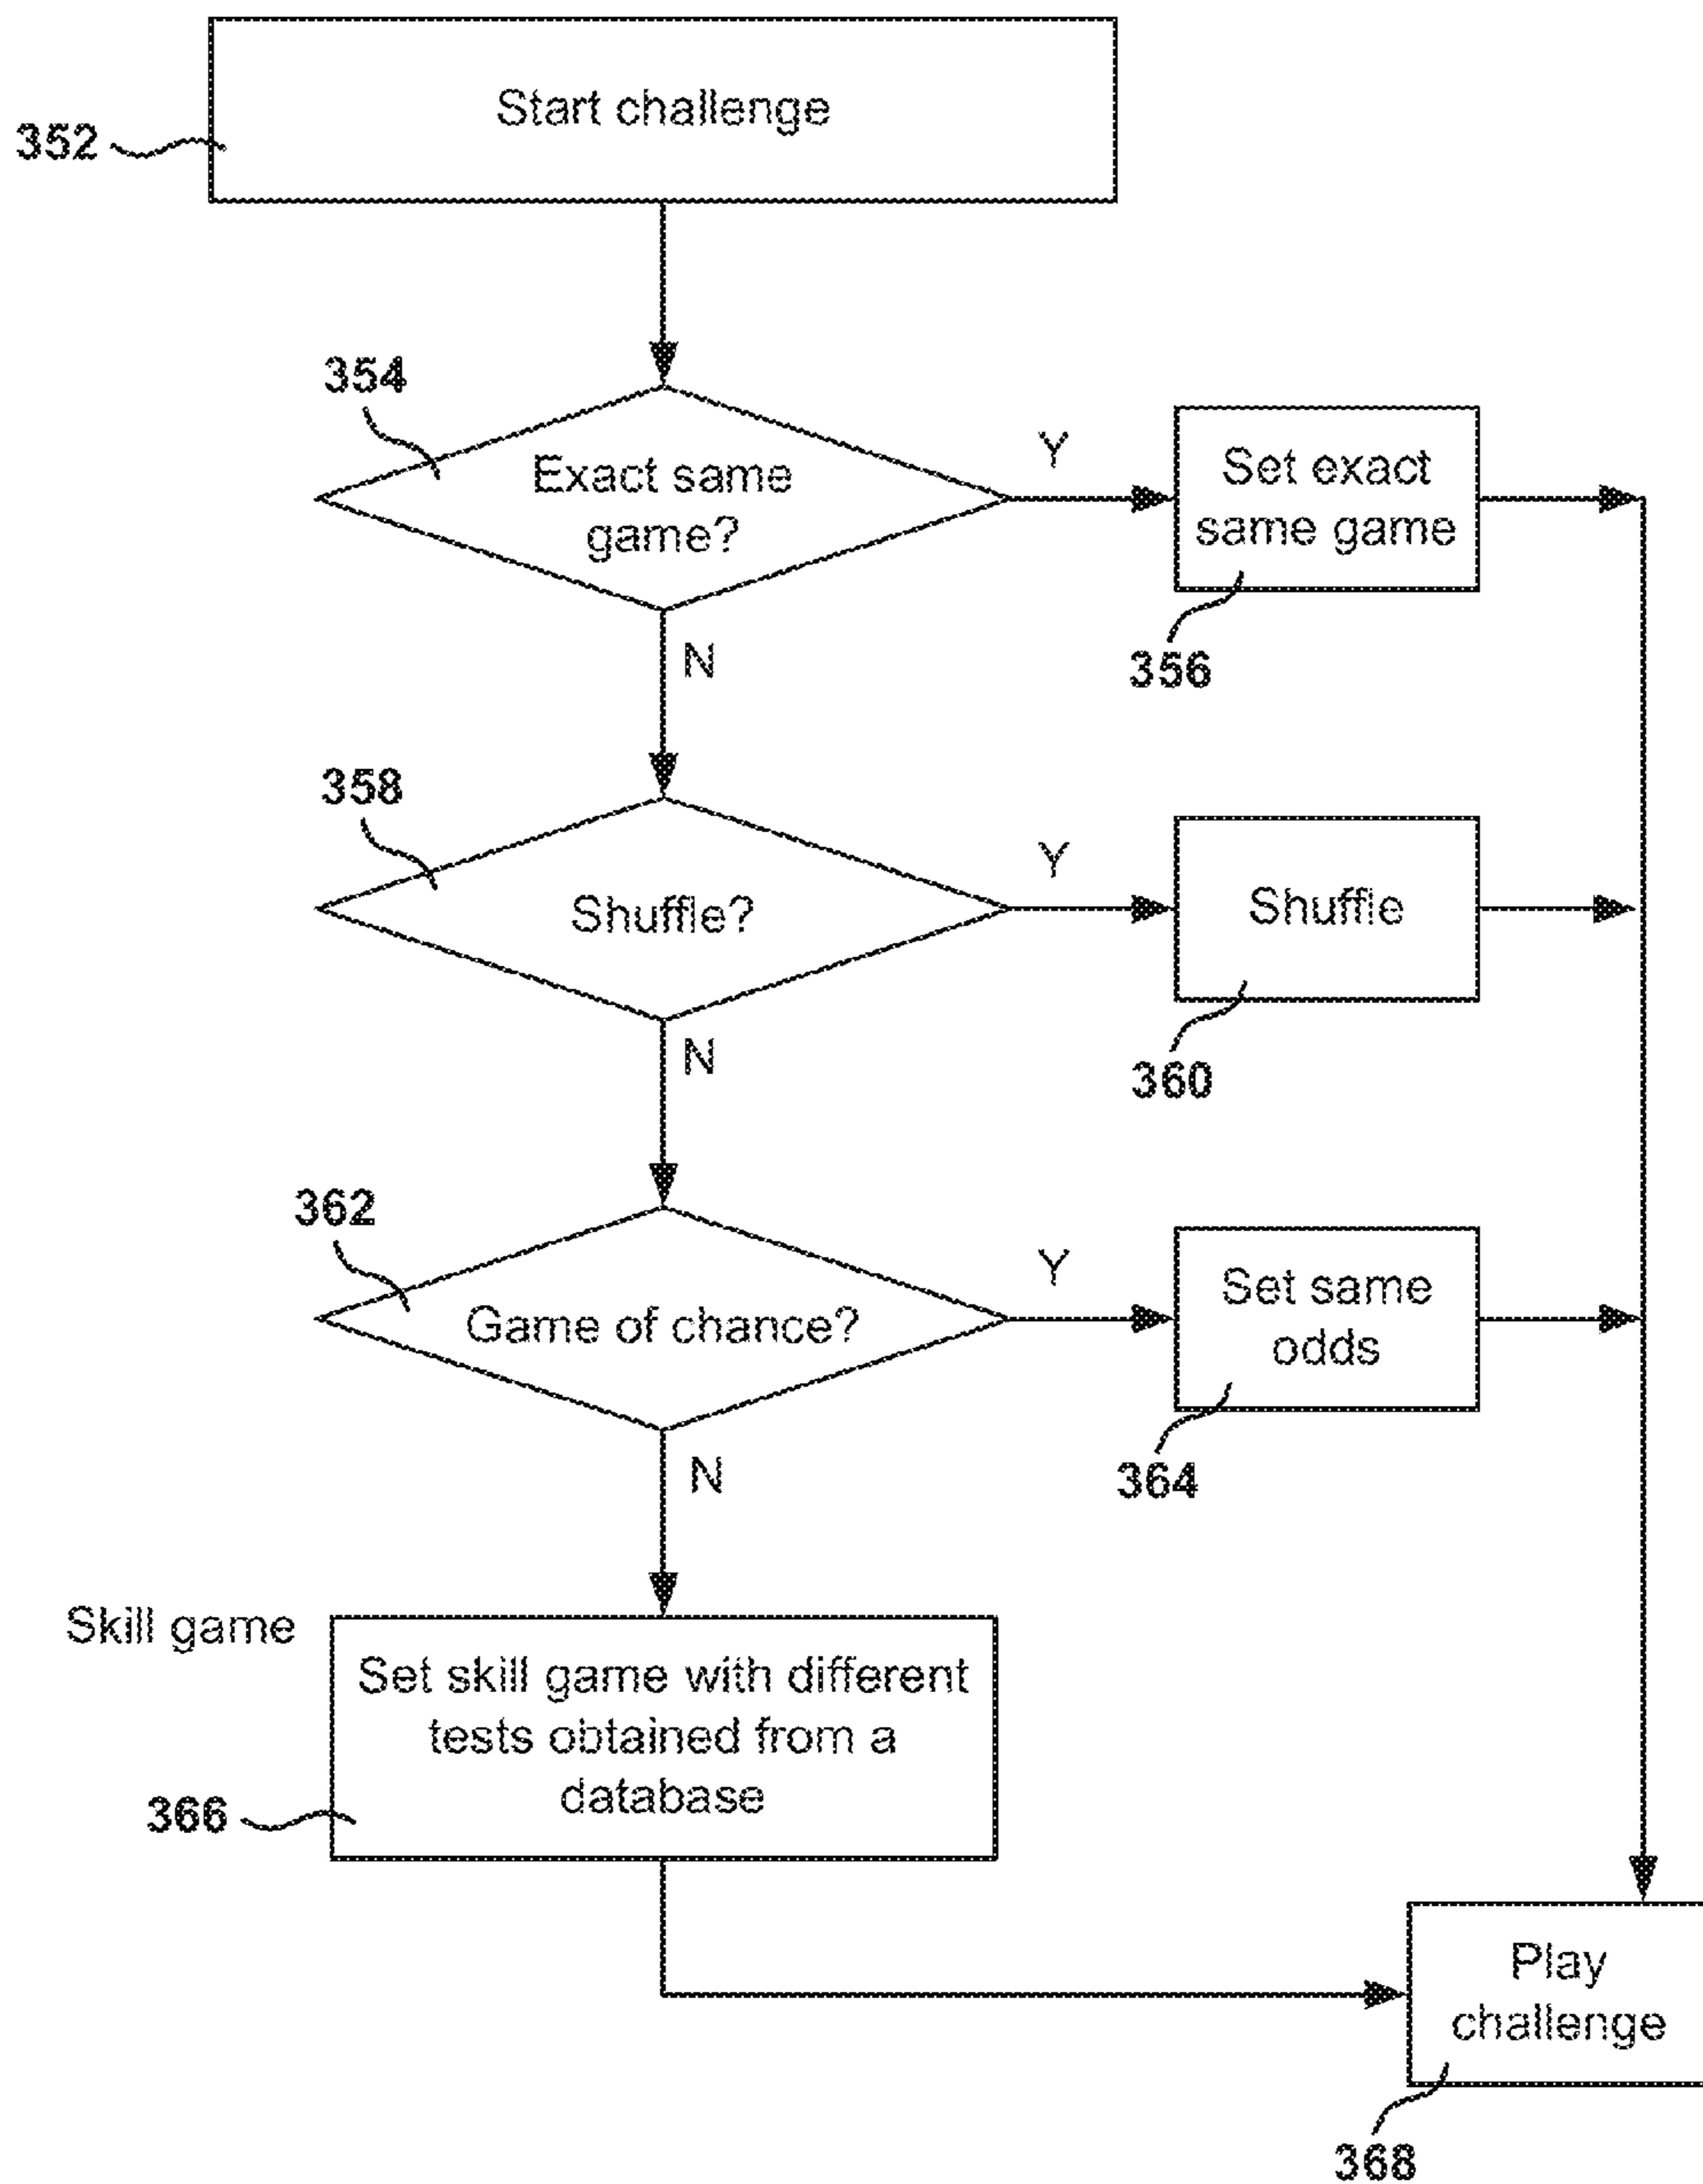 Start challenge
352
354
Exact same
game?
Y
Set exact
same game
356
N
358
Shuffle?
Y
Shuffle
360
N
362
Game of chance?
Y
Set same
odds
364
N
Skill game
Set skill game with different
tests obtained from a
database
366
Play
challenge
368